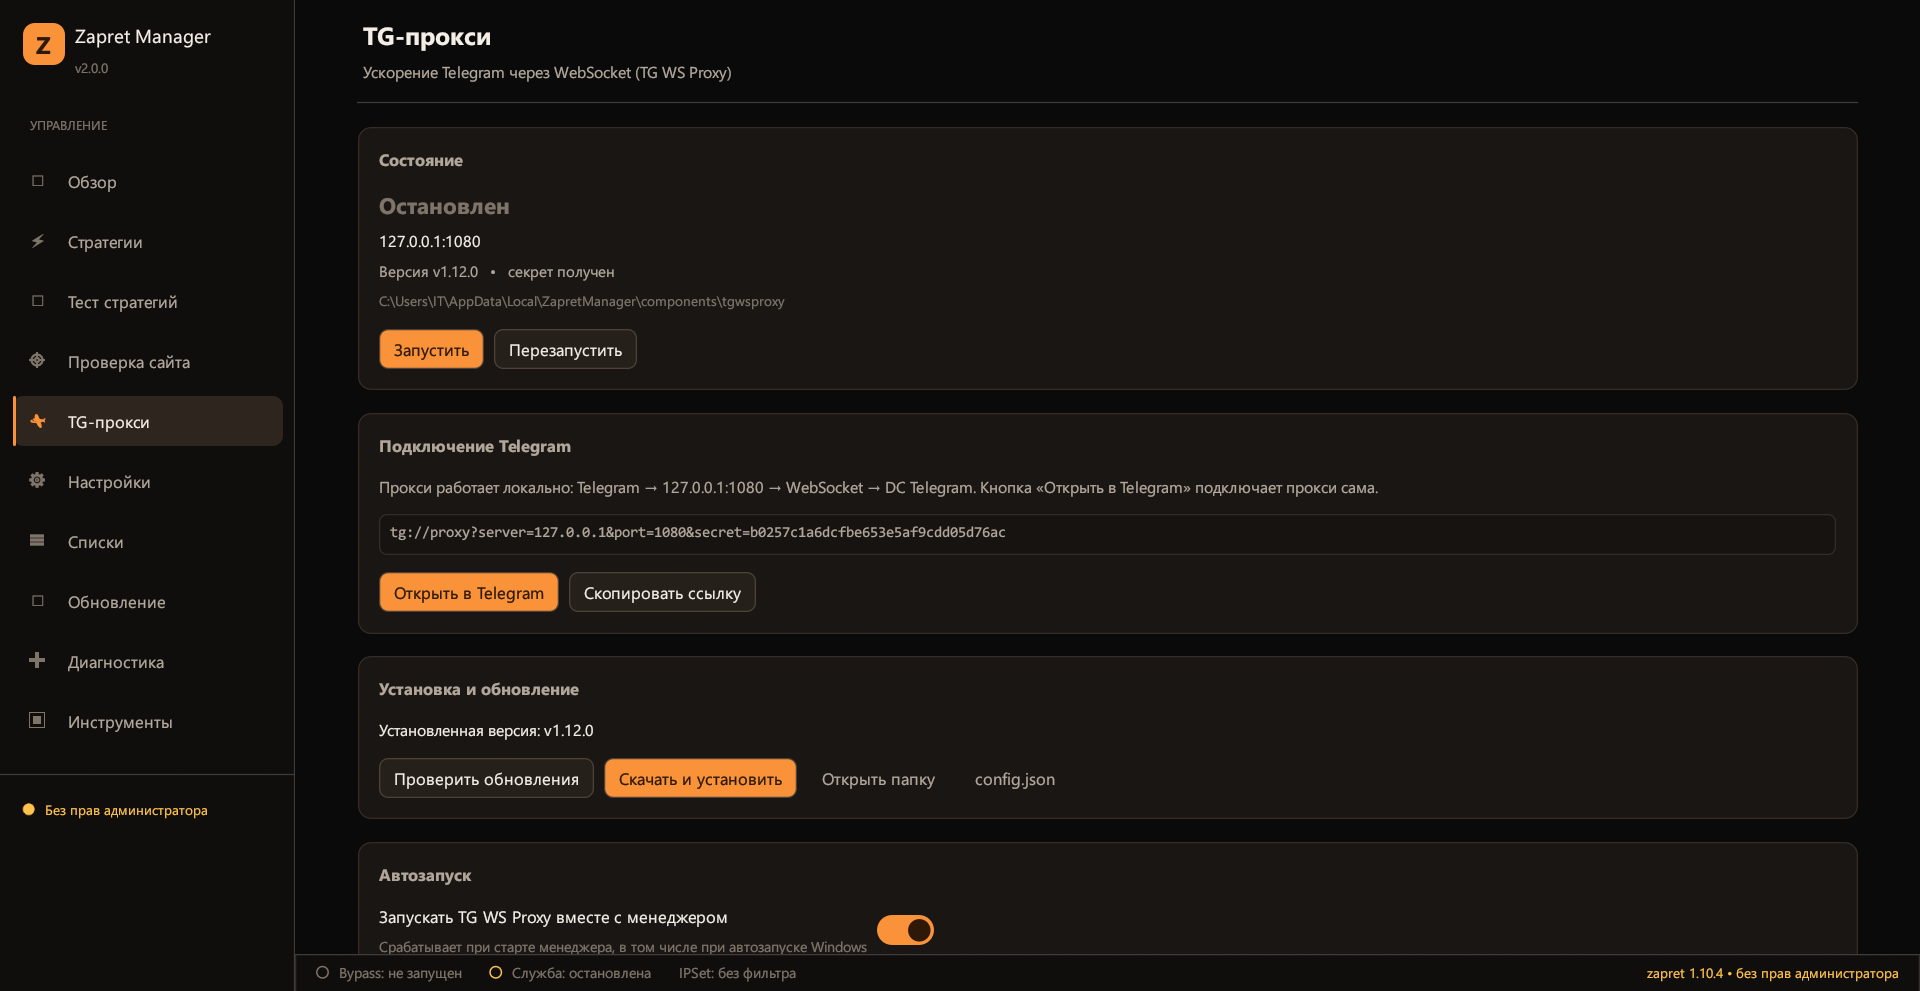 Z
Zapret Manager
v2.0.0
УПРАВЛЕНИЕ
Обзор
Стратегии
Тест стратегий
Проверка сайта
TG-прокси
Настройки
Списки
Обновление
Диагностика
Инструменты
Без прав администратора
TG-прокси
Ускорение Telegram через WebSocket (TG WS Proxy)
Состояние
Остановлен
127.0.0.1:1080
Версия v1.12.0 • секрет получен
C:\Users\IT\AppData\Local\ZapretManager\components\tgwsproxy
Запустить Перезапустить
Подключение Telegram
Прокси работает локально: Telegram → 127.0.0.1:1080 → WebSocket → DC Telegram. Кнопка «Открыть в Telegram» подключает прокси сама.
tg://proxy?server=127.0.0.1&port=1080&secret=b0257c1a6dcfbe653e5af9cdd05d76ac
Открыть в Telegram Скопировать ссылку
Установка и обновление
Установленная версия: v1.12.0
Проверить обновления Скачать и установить Открыть папку config.json
Автозапуск
Запускать TG WS Proxy вместе с менеджером
Срабатывает при старте менеджера, в том числе при автозапуске Windows
Bypass: не запущен Служба: остановлена IPSet: без фильтра zapret 1.10.4 • без прав администратора